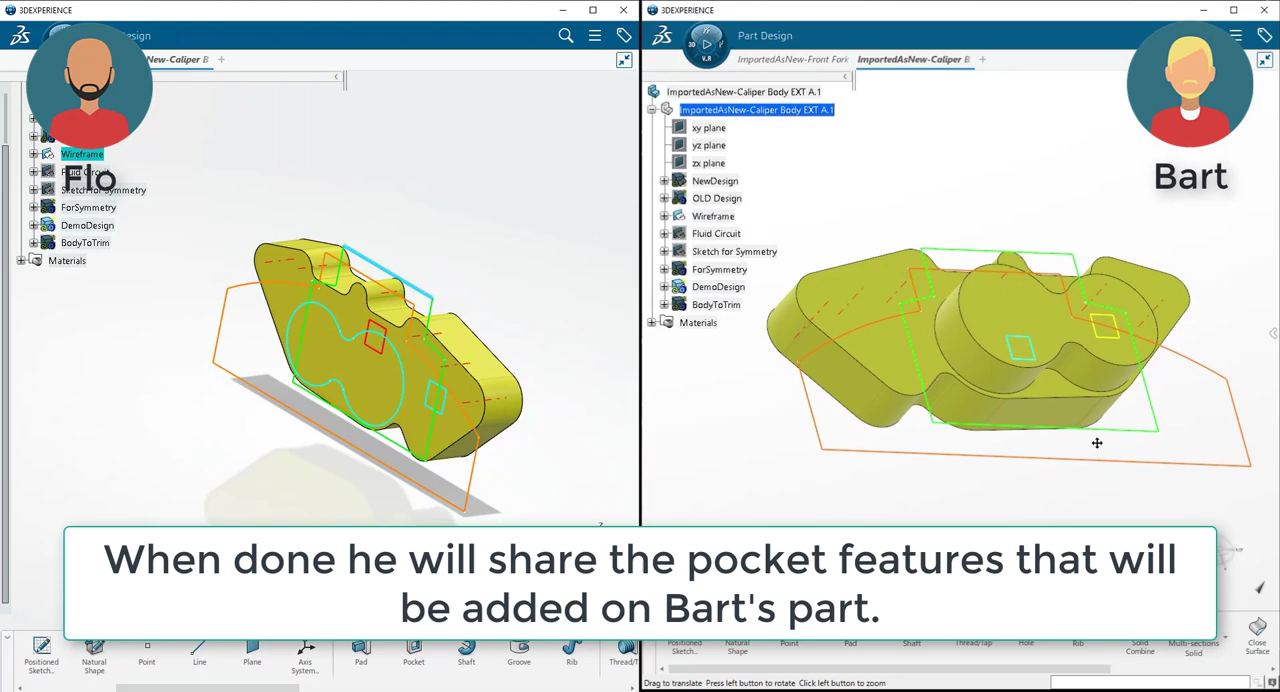 3DEXPERIENCE
Design
New-Caliper B
Wireframe
Fluid Circuit
Flo
Sketch for Symmetry
ForSymmetry
DemoDesign
BodyToTrim
Materials
3DEXPERIENCE
3D
V.R
Part Design
ImportedAsNew-Front Fork
ImportedAsNew-Caliper B
ImportedAsNew-Caliper Body EXT A.1
ImportedAsNew-Caliper Body EXT A.1
xy plane
yz plane
zx plane
NewDesign
OLD Design
Wireframe
Fluid Circuit
Sketch for Symmetry
ForSymmetry
DemoDesign
BodyToTrim
Materials
Bart
When done he will share the pocket features that will
be added on Bart's part.
Positioned
Sketch...
Natural
Shape
Point
Line
Plane
Axis
System...
Pad
Pocket
Shaft
Groove
Rib
Thread/T
Positioned
Sketch..
Natural
Shape
Point
Pad
Shaft
Thread/Tap
Hole
Rib
Solid
Combine
Multi-sections
Solid
Close
Surface
Drag to translate Press left button to rotate Click left button to zoom